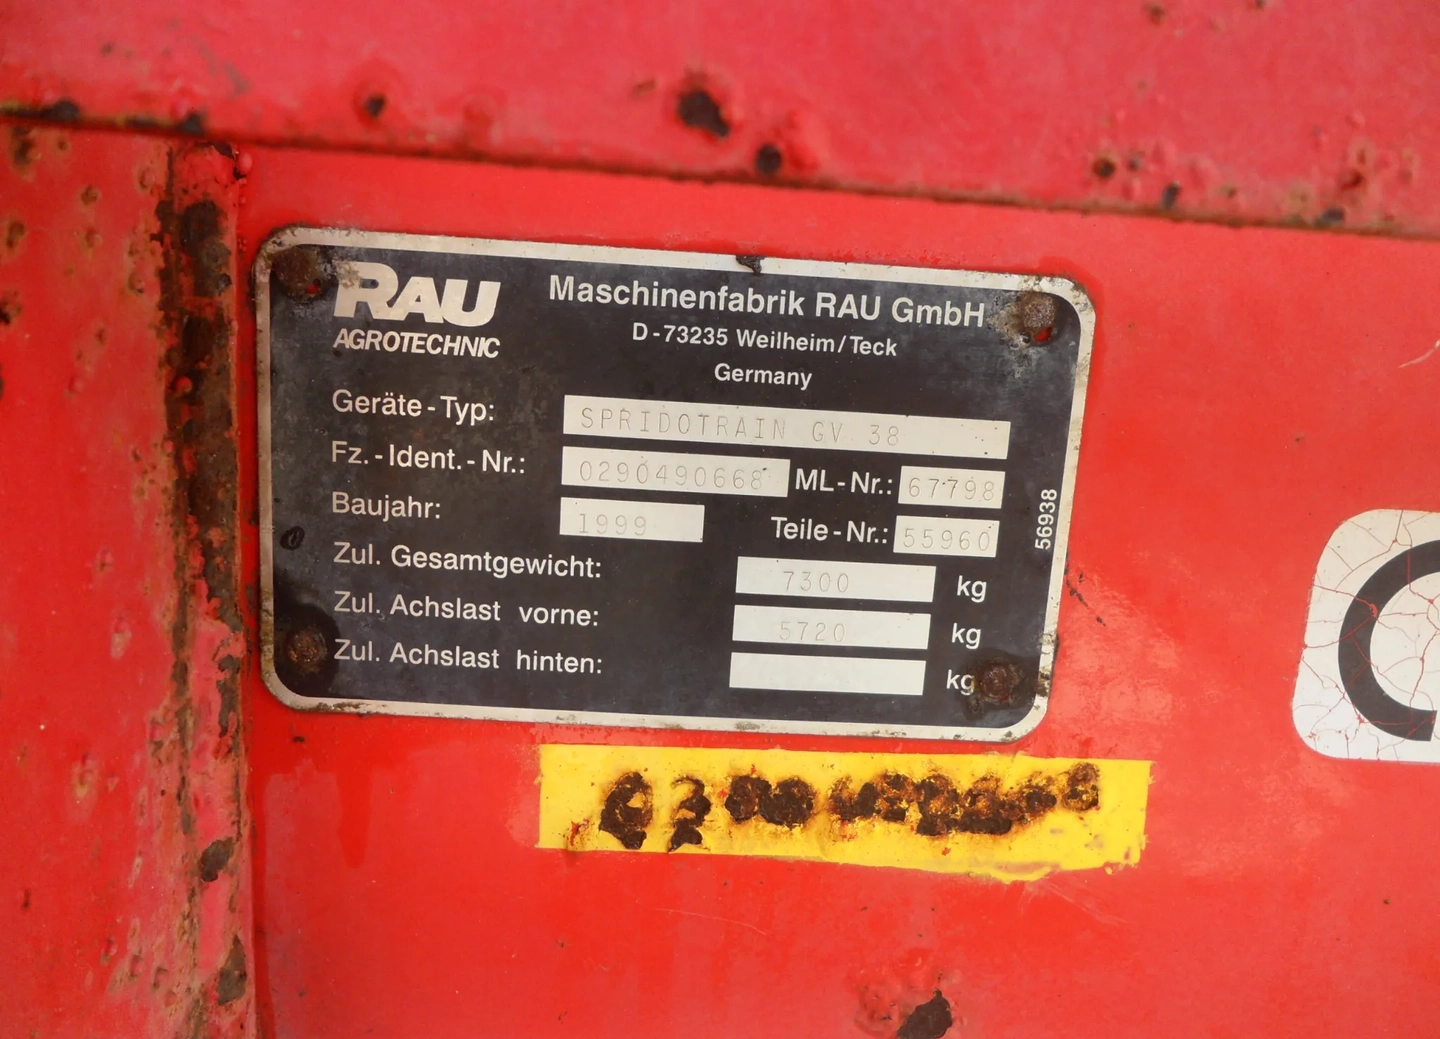 RAU
AGROTECHNIC
Maschinenfabrik RAU GmbH
D-73235 Weilheim/Teck
Germany
Geräte-Typ: SPRIDOTRAIN GV 38
Fz.-Ident.-Nr.: 0290490668 ML-Nr.: 67798
Baujahr: 1999 Teile-Nr.: 55960
Zul. Gesamtgewicht: 7300 kg
Zul. Achslast vorne: 5720 kg
Zul. Achslast hinten: kg
56938